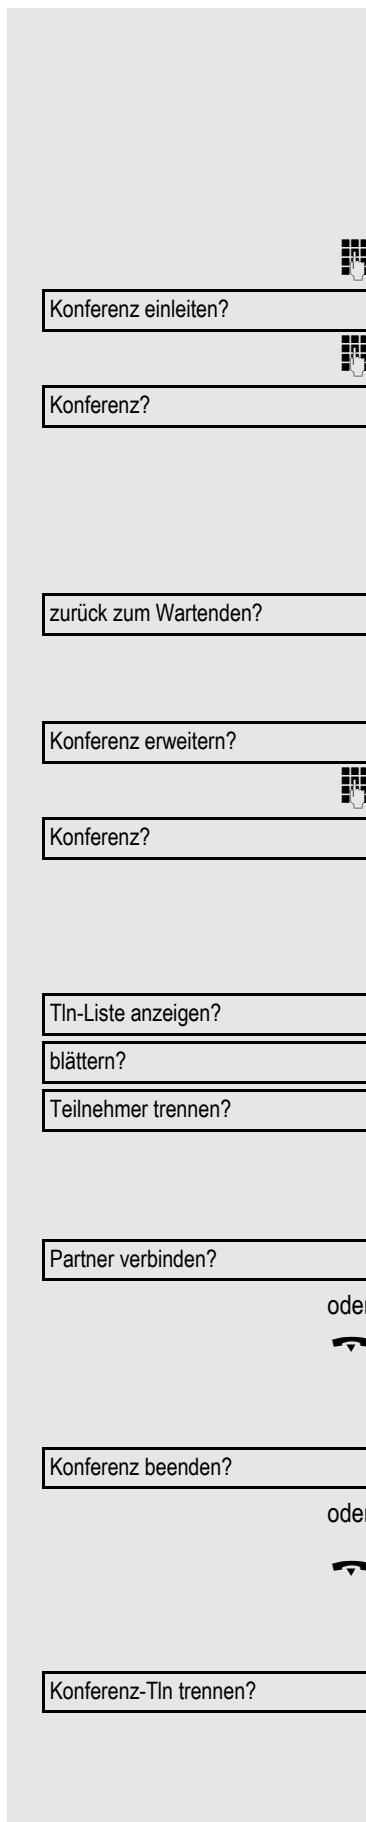 Konferenz einleiten?
Konferenz?
zurück zum Wartenden?
Konferenz erweitern?
Konferenz?
Tln-Liste anzeigen?
blättern?
Teilnehmer trennen?
Partner verbinden?
oder
Konferenz beenden?
oder
Konferenz-Tln trennen?